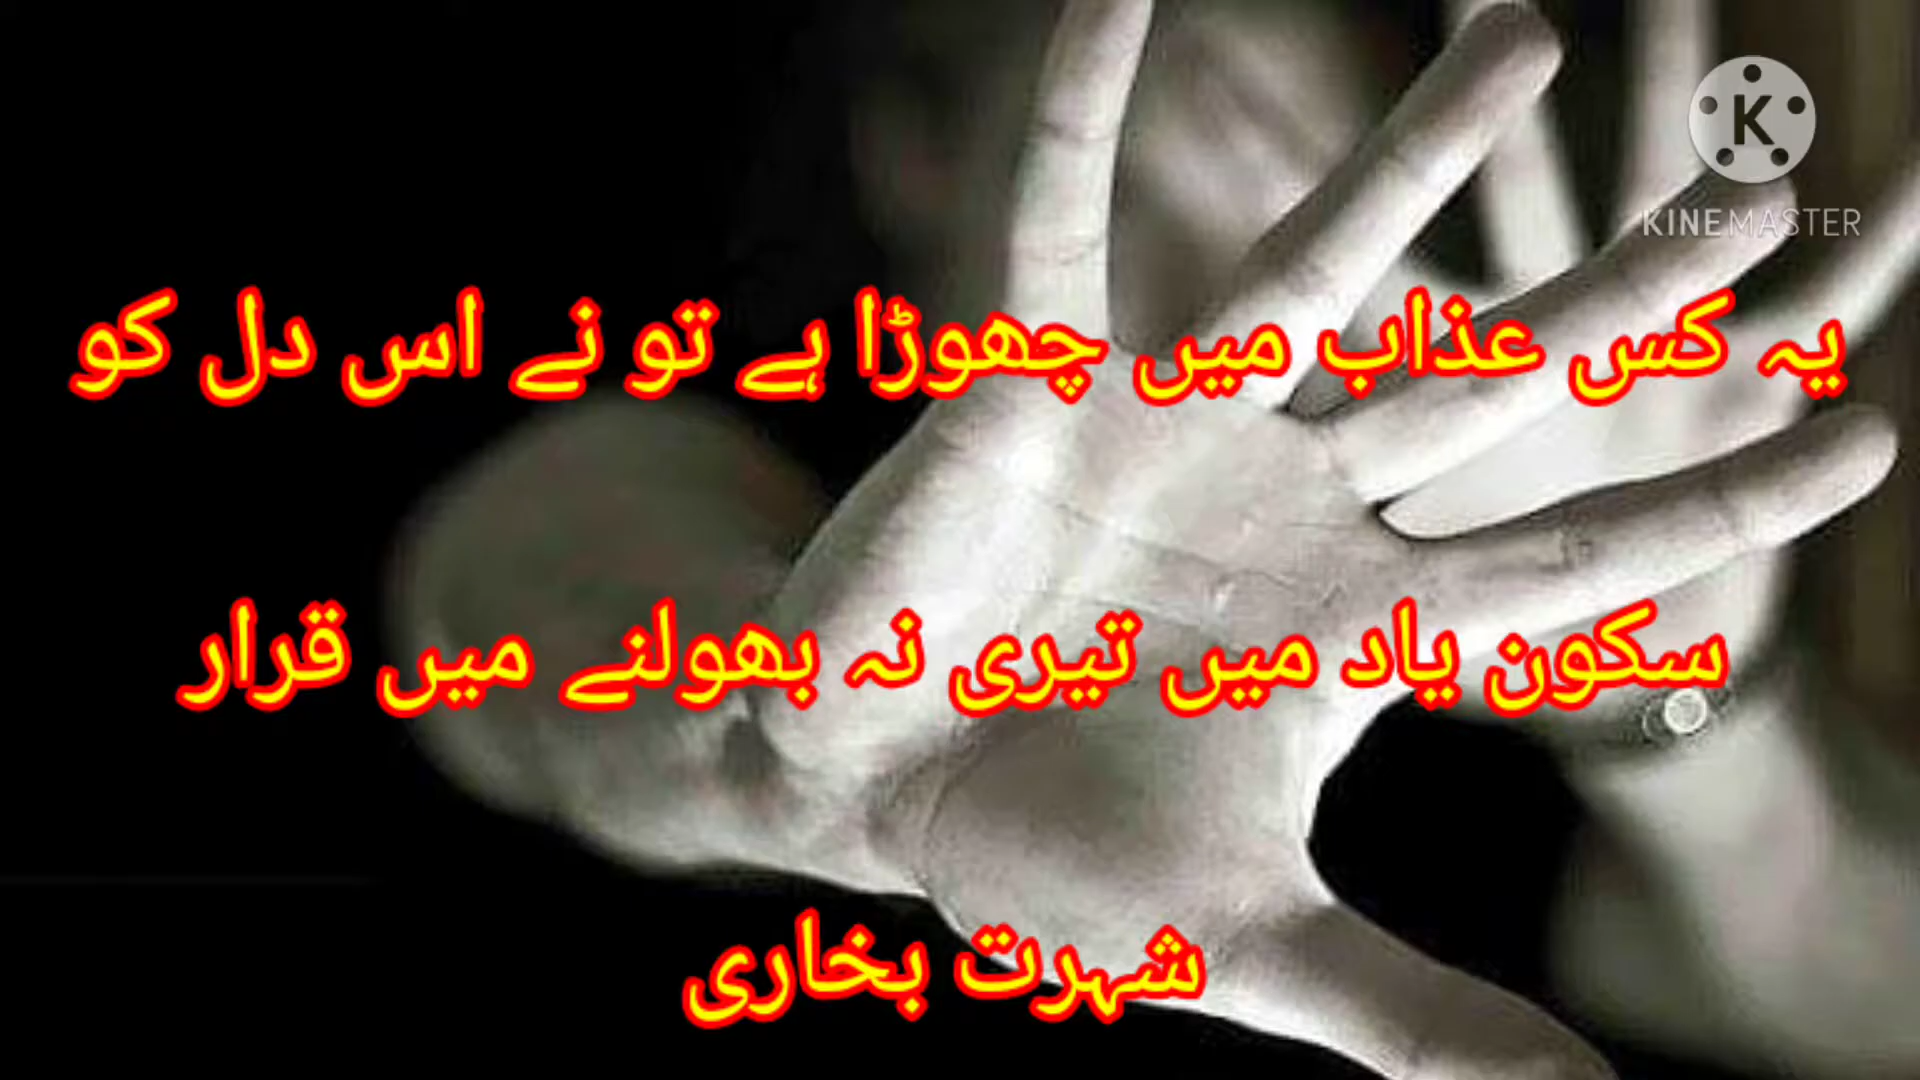 KINEMASTER
یہ کس عذاب میں چھوڑا ہے تو نے اس دل کو
سکون یاد میں تیری نہ بھولنے میں قرار
شہرت بخاری